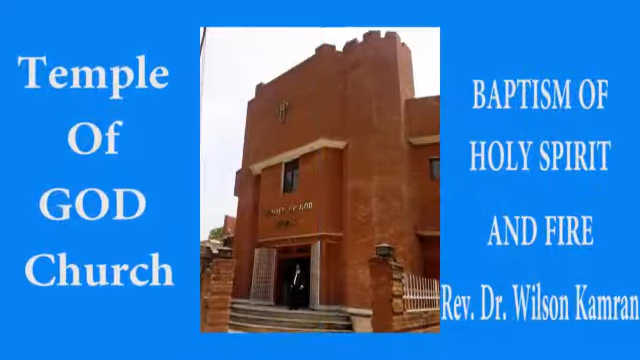 Temple
Of
GOD
Church
BAPTISM OF
HOLY SPIRIT
AND FIRE
Rev. Dr. Wilson Kamran